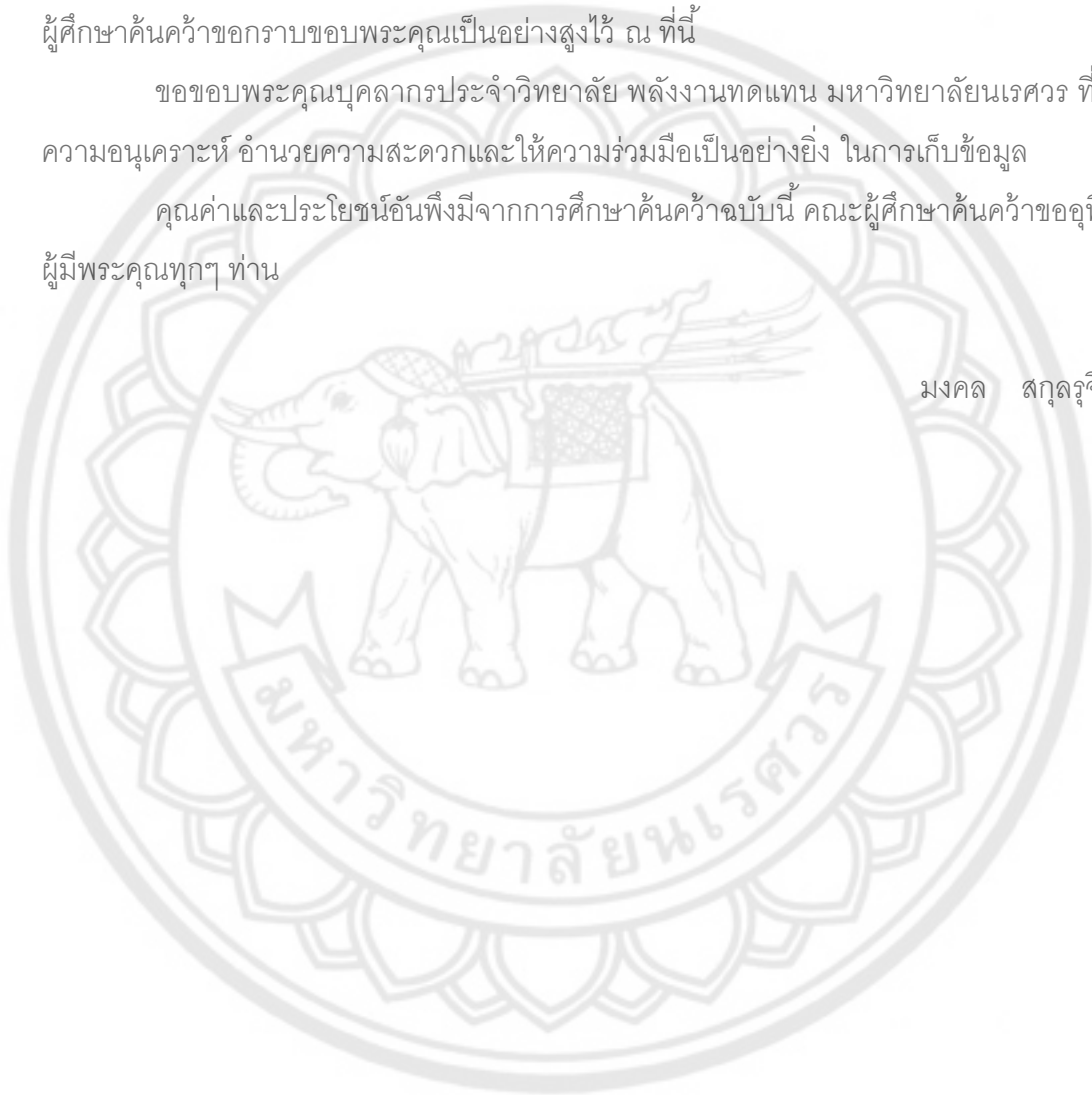 ผู้ศึกษาค้นคว้าขอกราบขอบพระคุณเป็นอย่างสูงไว้ ณ ที่นี้
ขอขอบพระคุณบุคลากรประจำวิทยาลัย พลังงานทดแทน มหาวิทยาลัยนเรศวร ที่
ความอนุเคราะห์ อำนวยความสะดวกและให้ความร่วมมือเป็นอย่างยิ่ง ในการเก็บข้อมูล
คุณค่าและประโยชน์อันพึงมีจากการศึกษาค้นคว้าฉบับนี้ คณะผู้ศึกษาค้นคว้าขอ
ผู้มีพระคุณทุกๆ ท่าน
มงคล
มหาวิทยาลัยนเรศวร